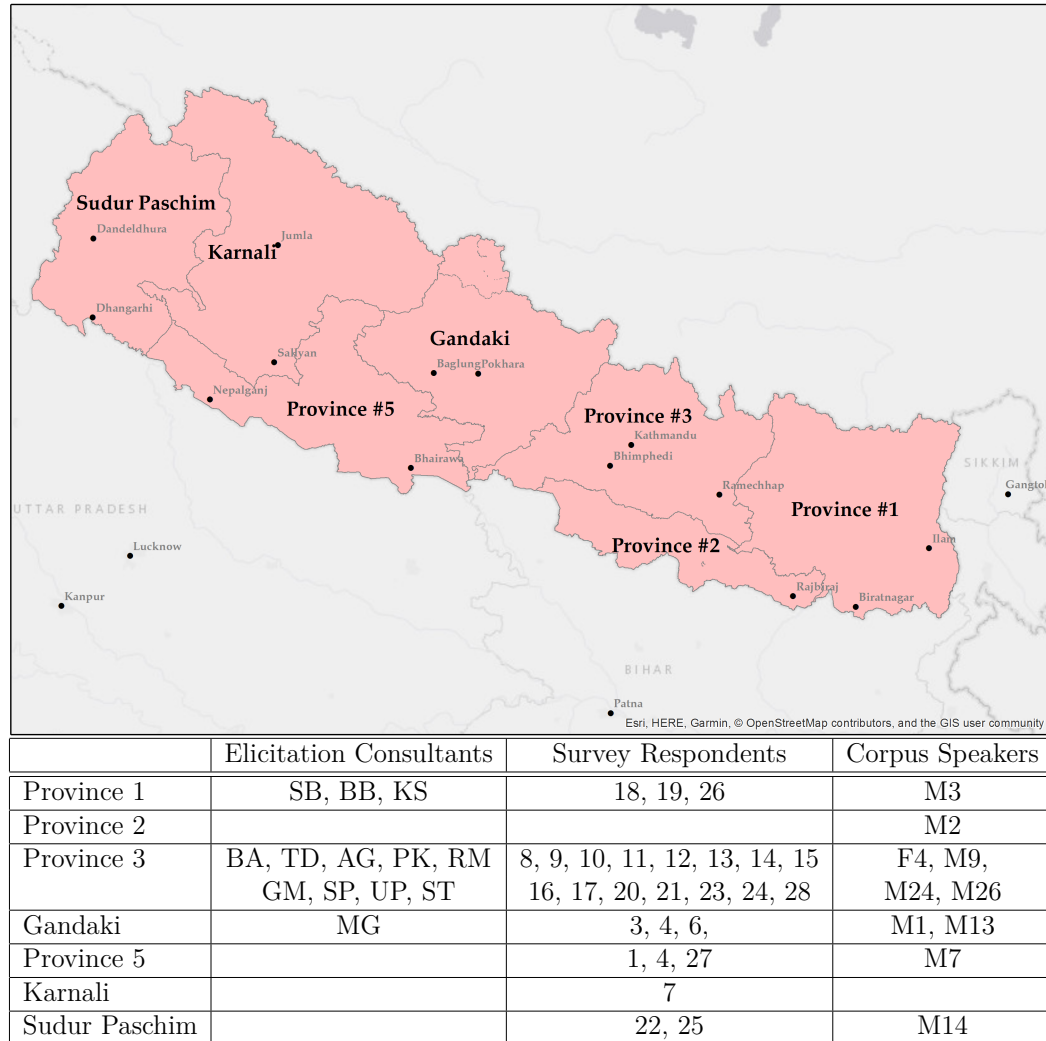 Sudur Paschim
Dandeldhura
Jumla
Karnali
Dhangarhi
Gandaki
Sallyan
Baglung Pokhara
Nepalganj
Province #5
Province #3
Kathmandu
Bhairawa
Bhimphedi
SIKKIM
Ramechhap
Gangtok
UTTAR PRADESH
Province #1
Province #2
Ilam
Lucknow
Rajbiraj
Kanpur
Biratnagar
BIHAR
Patna
Esri, HERE, Garmin, © OpenStreetMap contributors, and the GIS user community
Elicitation Consultants Survey Respondents Corpus Speakers
Province 1 SB, BB, KS 18, 19, 26 M3
Province 2 M2
Province 3 BA, TD, AG, PK, RM 8, 9, 10, 11, 12, 13, 14, 15 F4, M9,
GM, SP, UP, ST 16, 17, 20, 21, 23, 24, 28 M24, M26
Gandaki MG 3, 4, 6, M1, M13
Province 5 1, 4, 27 M7
Karnali 7
Sudur Paschim 22, 25 M14